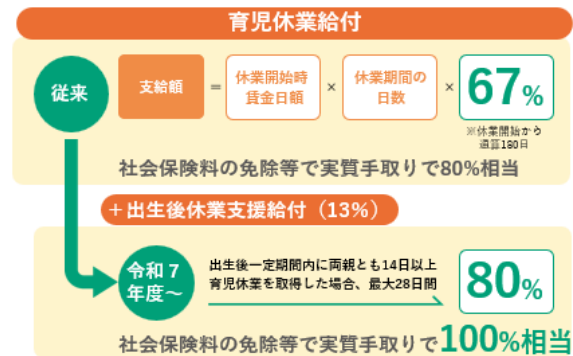 育児休業給付
従来
支給額 = 休業開始時賃金日額 × 休業期間の日数 × 67%
※休業開始から
通算180日
社会保険料の免除等で実質手取りで80%相当
＋出生後休業支援給付（13%）
令和7
年度～
出生後一定期間内に両親とも14日以上
育児休業を取得した場合、最大28日間
80%
社会保険料の免除等で実質手取りで100%相当